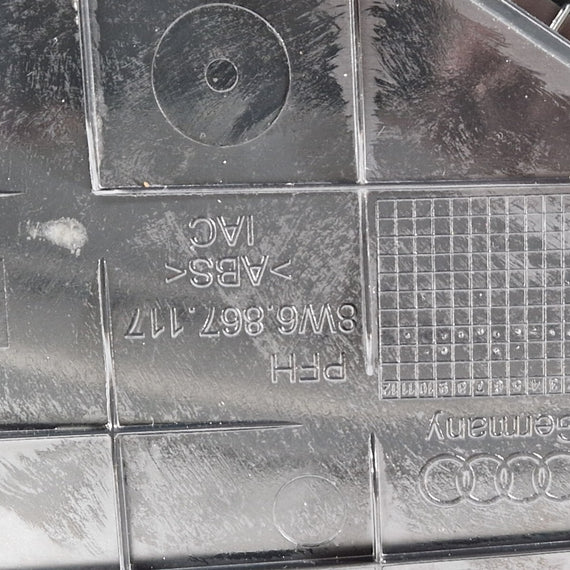 Germany
PFH
8W6.867.117
>ABS<
IAC